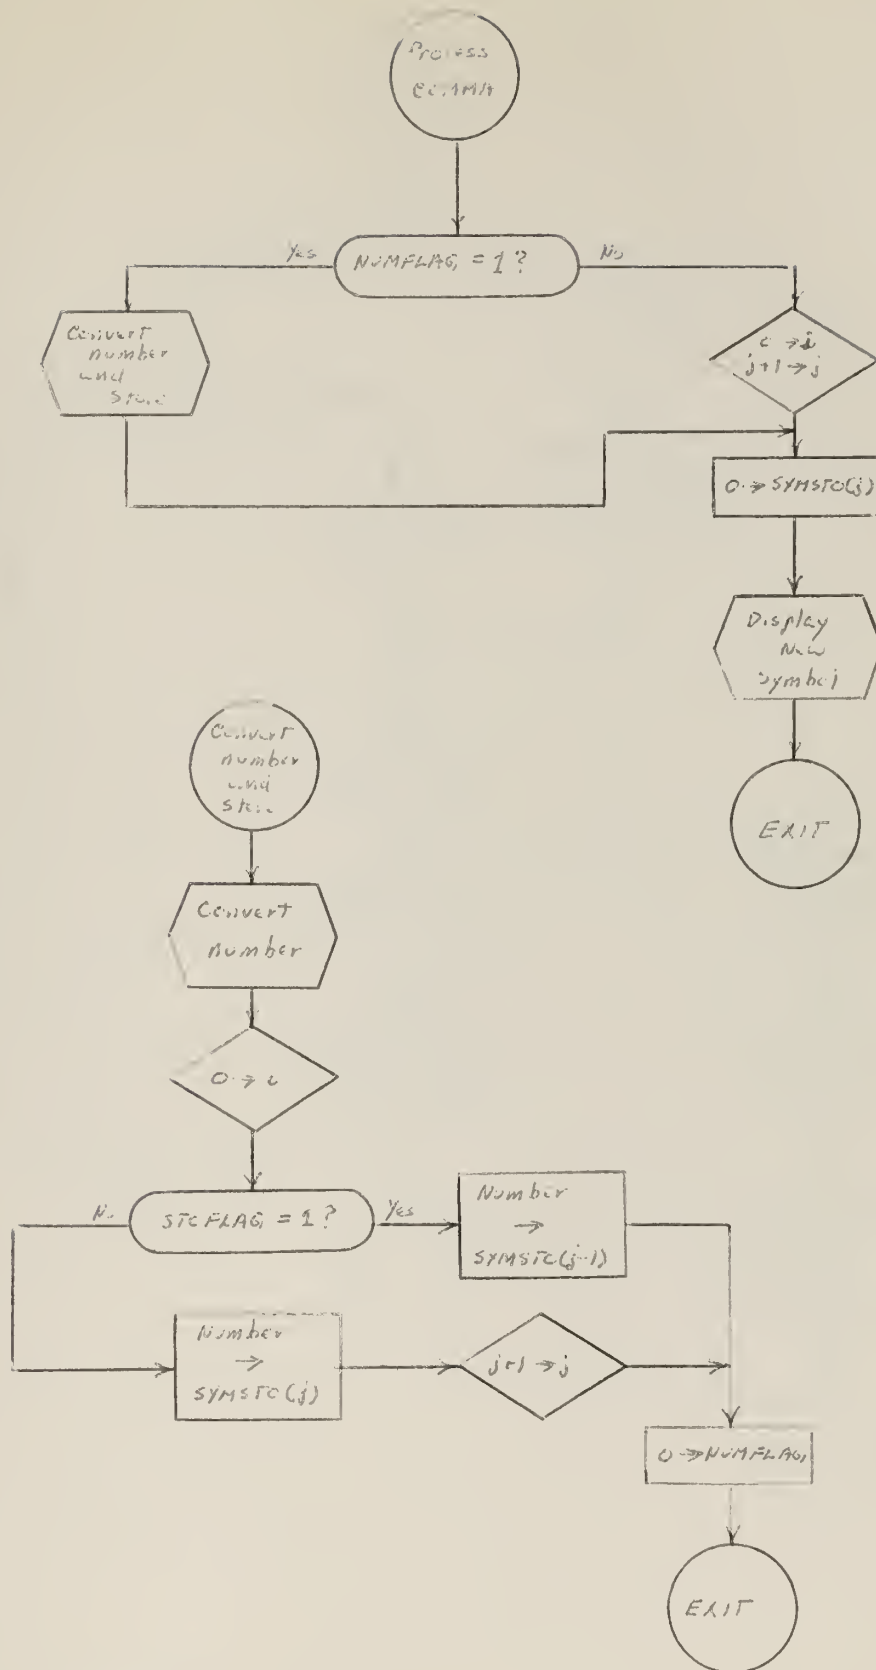 Process
COMMA
Yes
NUMFLAG = 1 ?
No
Convert
number
and
store
0 → i
j+1 → j
0 → SYMSTO(j)
Display
New
Symbol
EXIT
Convert
number
and
store
Convert
number
0 → i
No
STOFLAG = 1 ?
Yes
Number
→
SYMSTO(j-1)
Number
→
SYMSTO(j)
j+1 → j
0 → NUMFLAG
EXIT